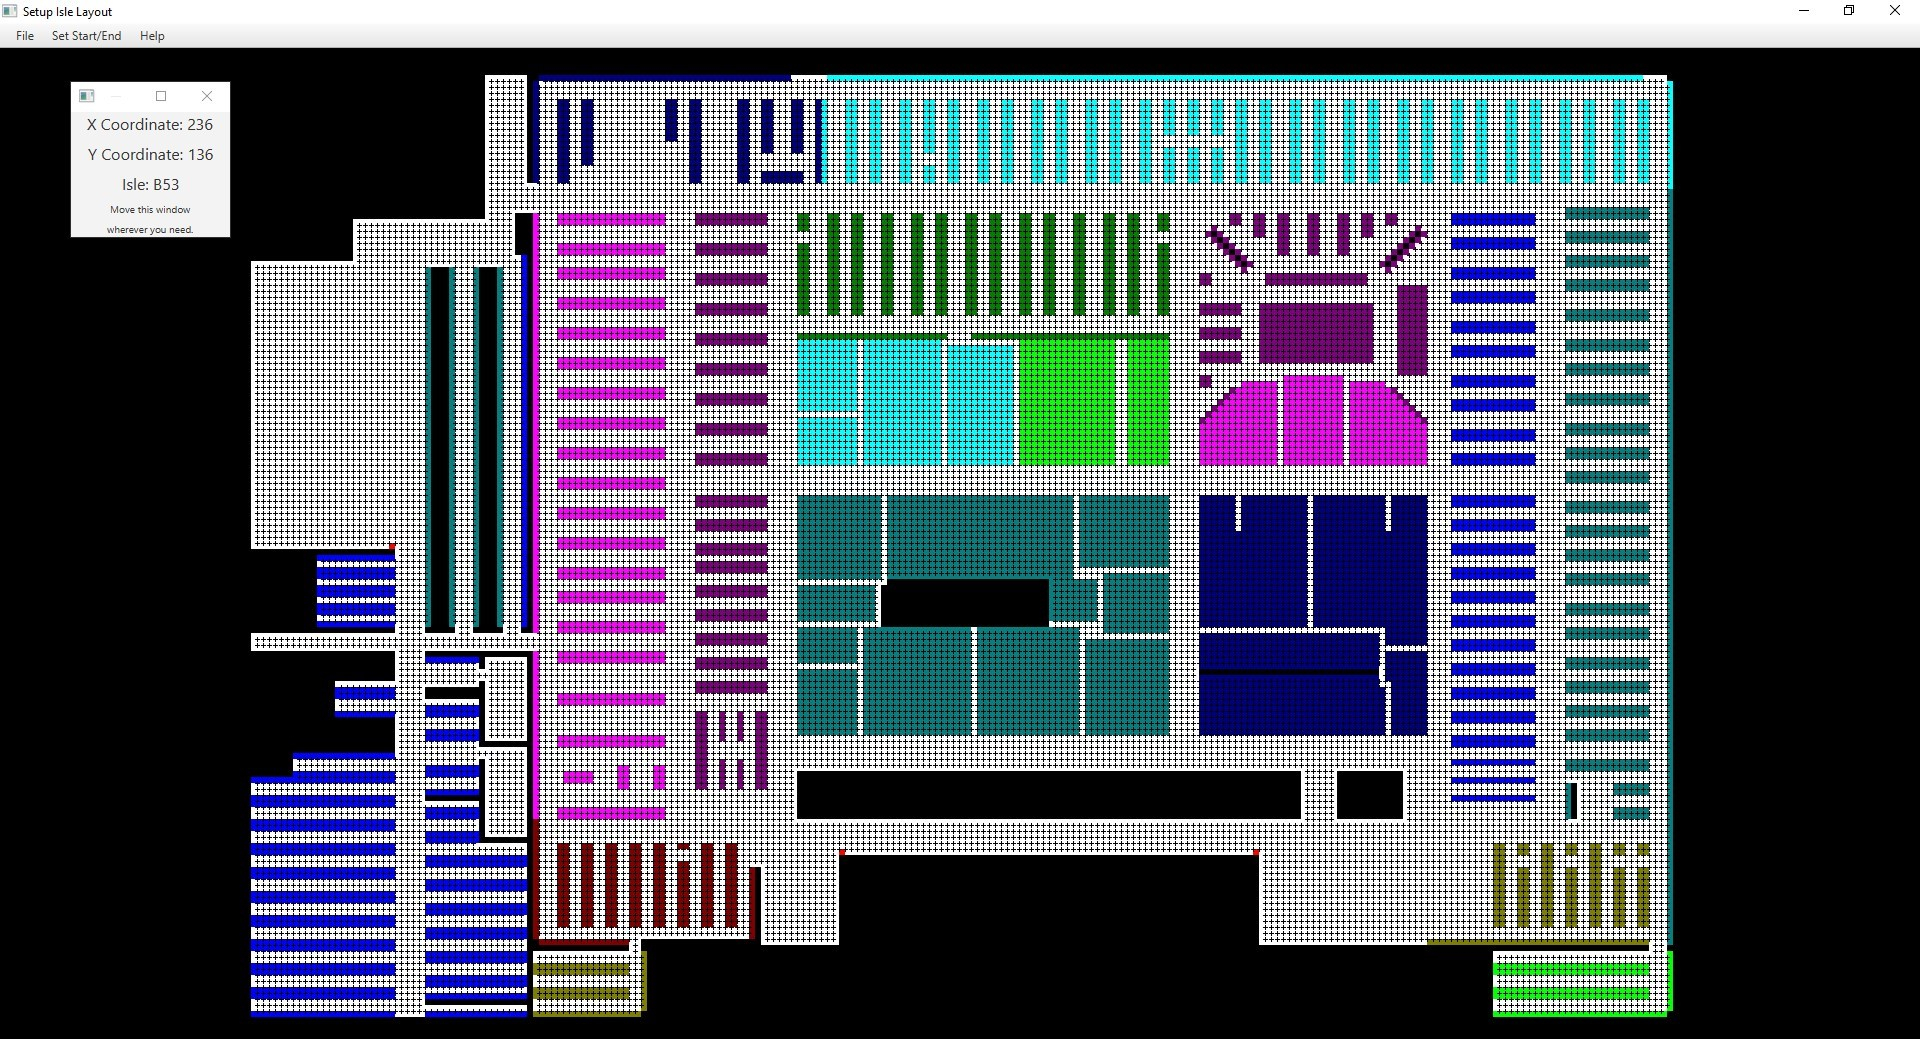 Setup Isle Layout
File Set Start/End Help
X Coordinate: 236
Y Coordinate: 136
Isle: B53
Move this window
wherever you need.